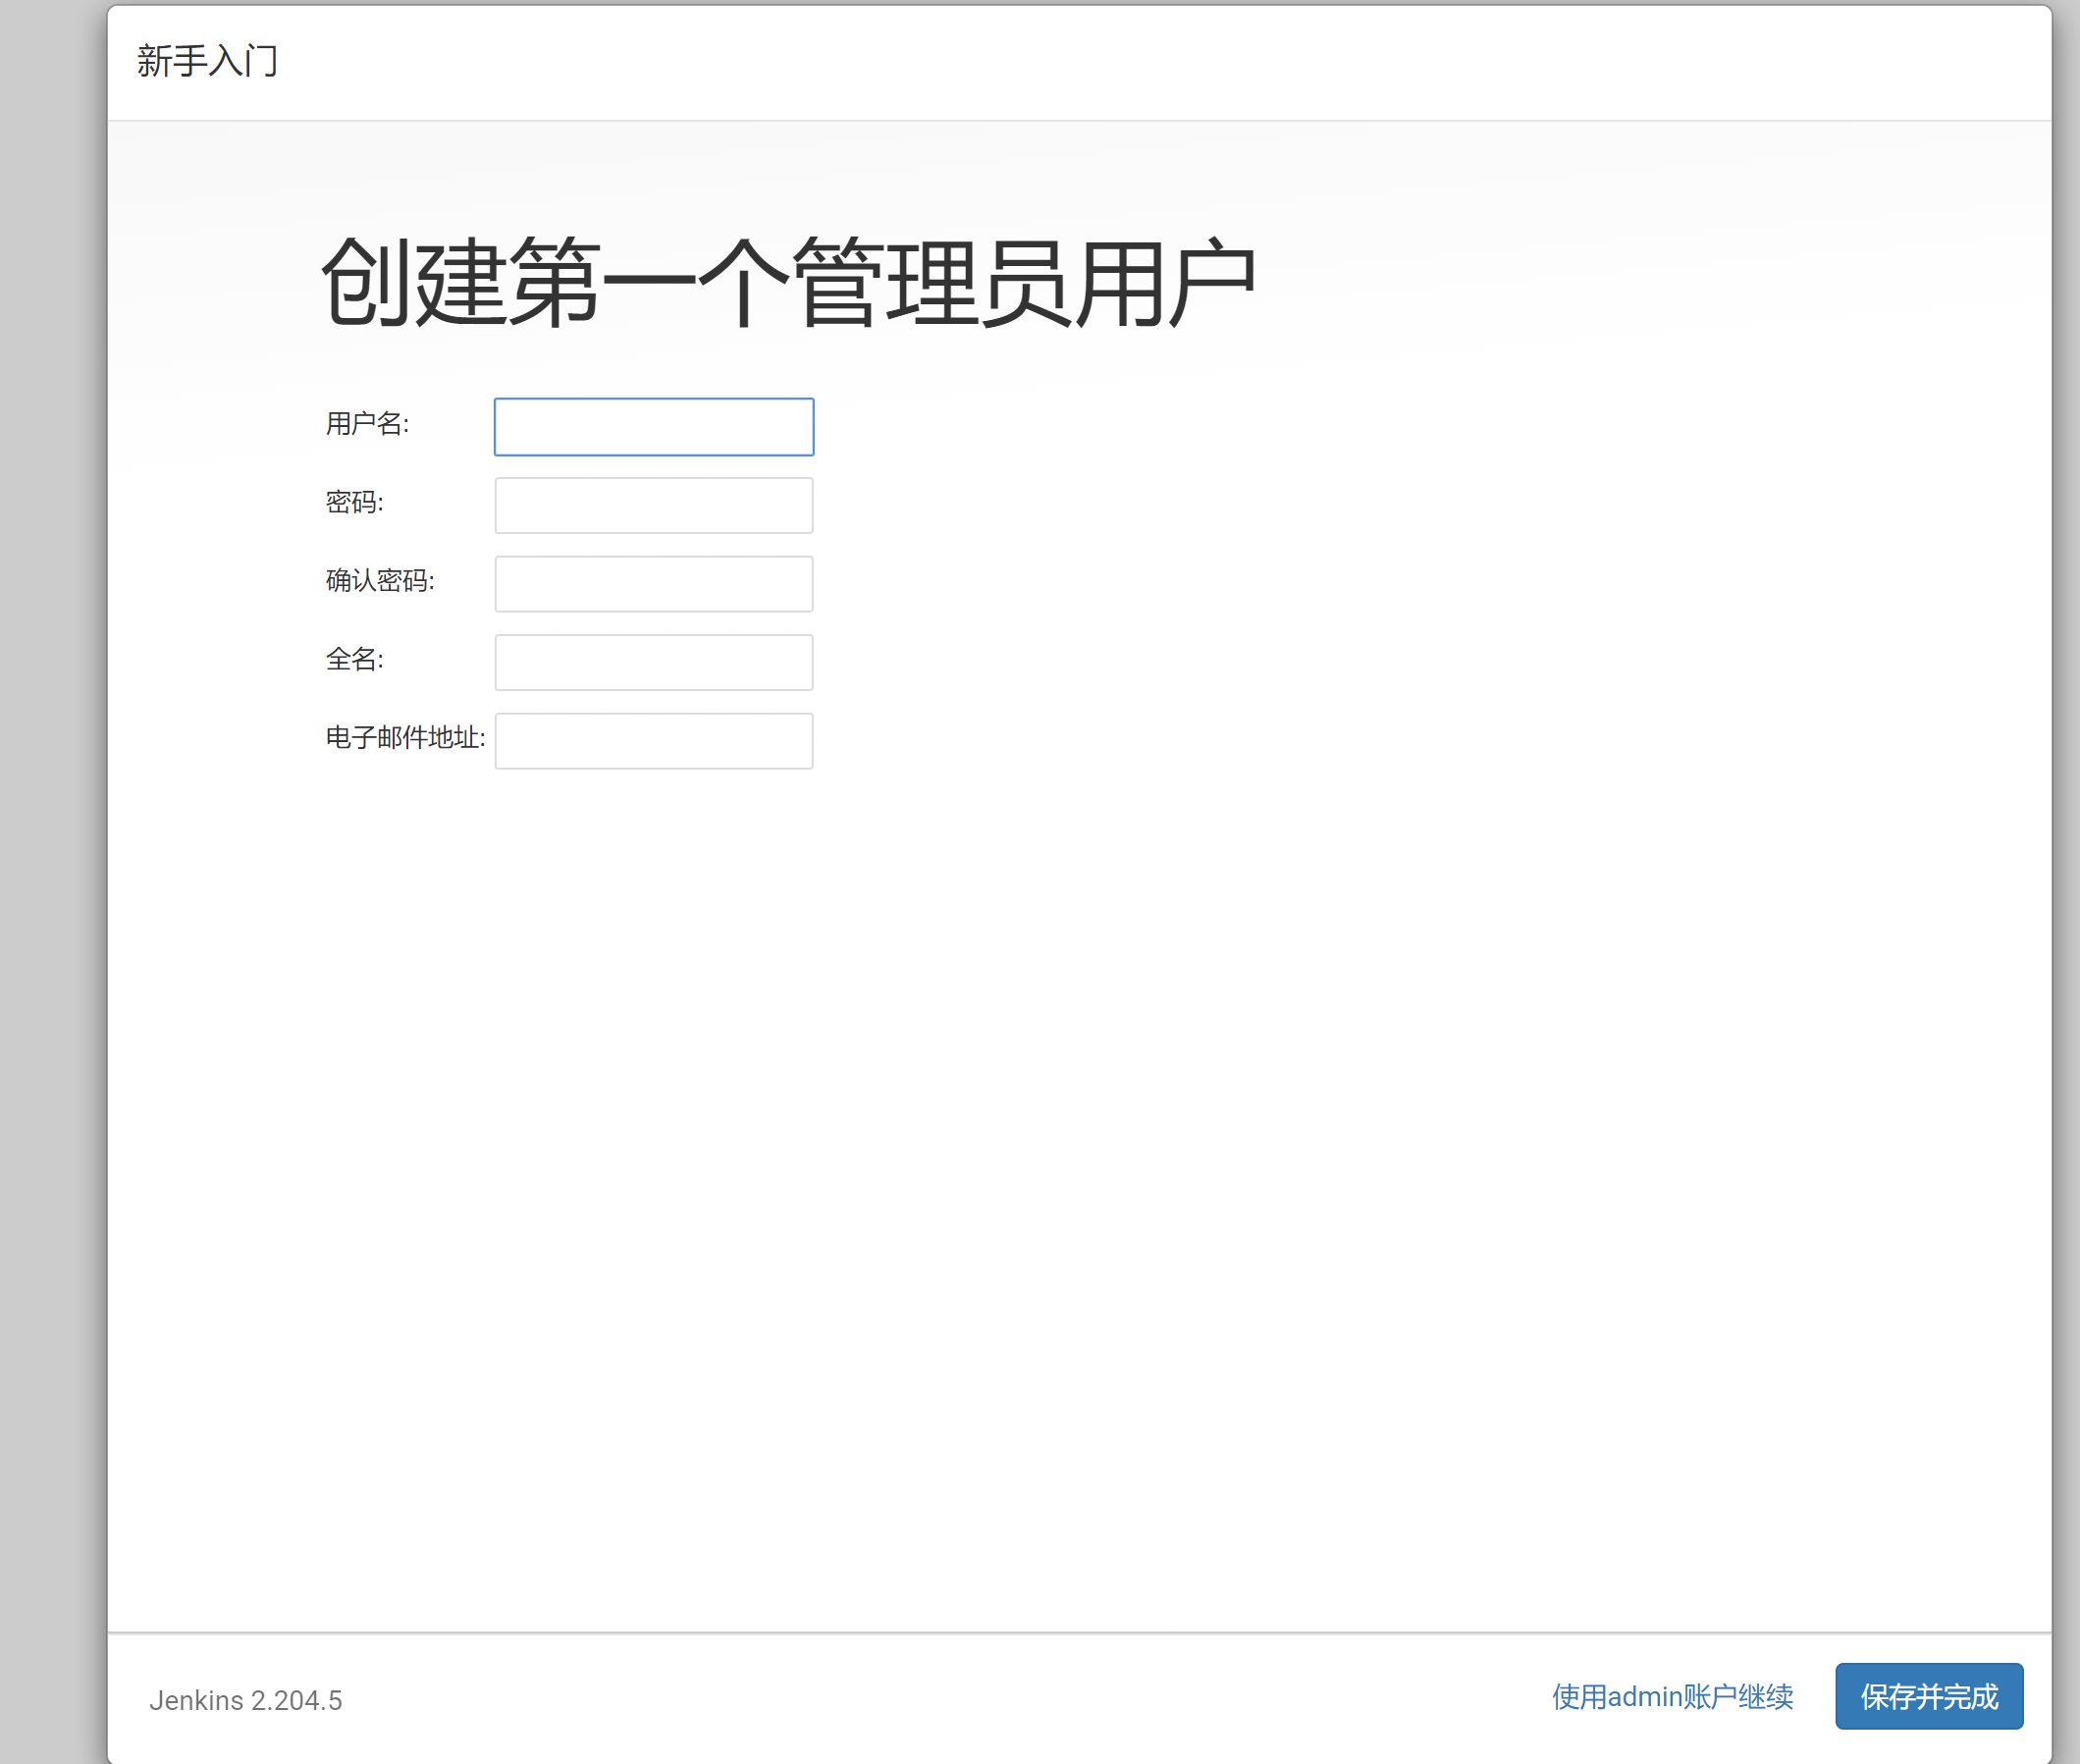 新手入门
创建第一个管理员用户
用户名:
密码:
确认密码:
全名:
电子邮件地址:
Jenkins 2.204.5
使用admin账户继续
保存并完成